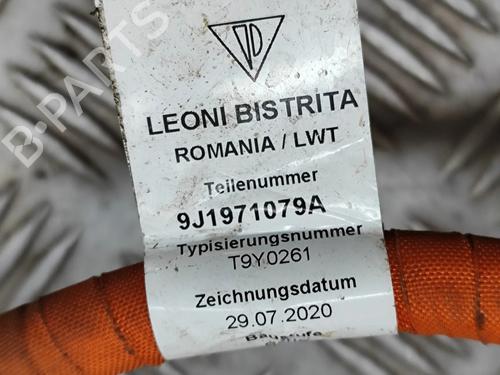 LEONI BISTRITA
ROMANIA / LWT
Teilenummer
9J1971079A
Typisierungsnummer
T9Y0261
Zeichnungsdatum
29.07.2020
B-PARTS